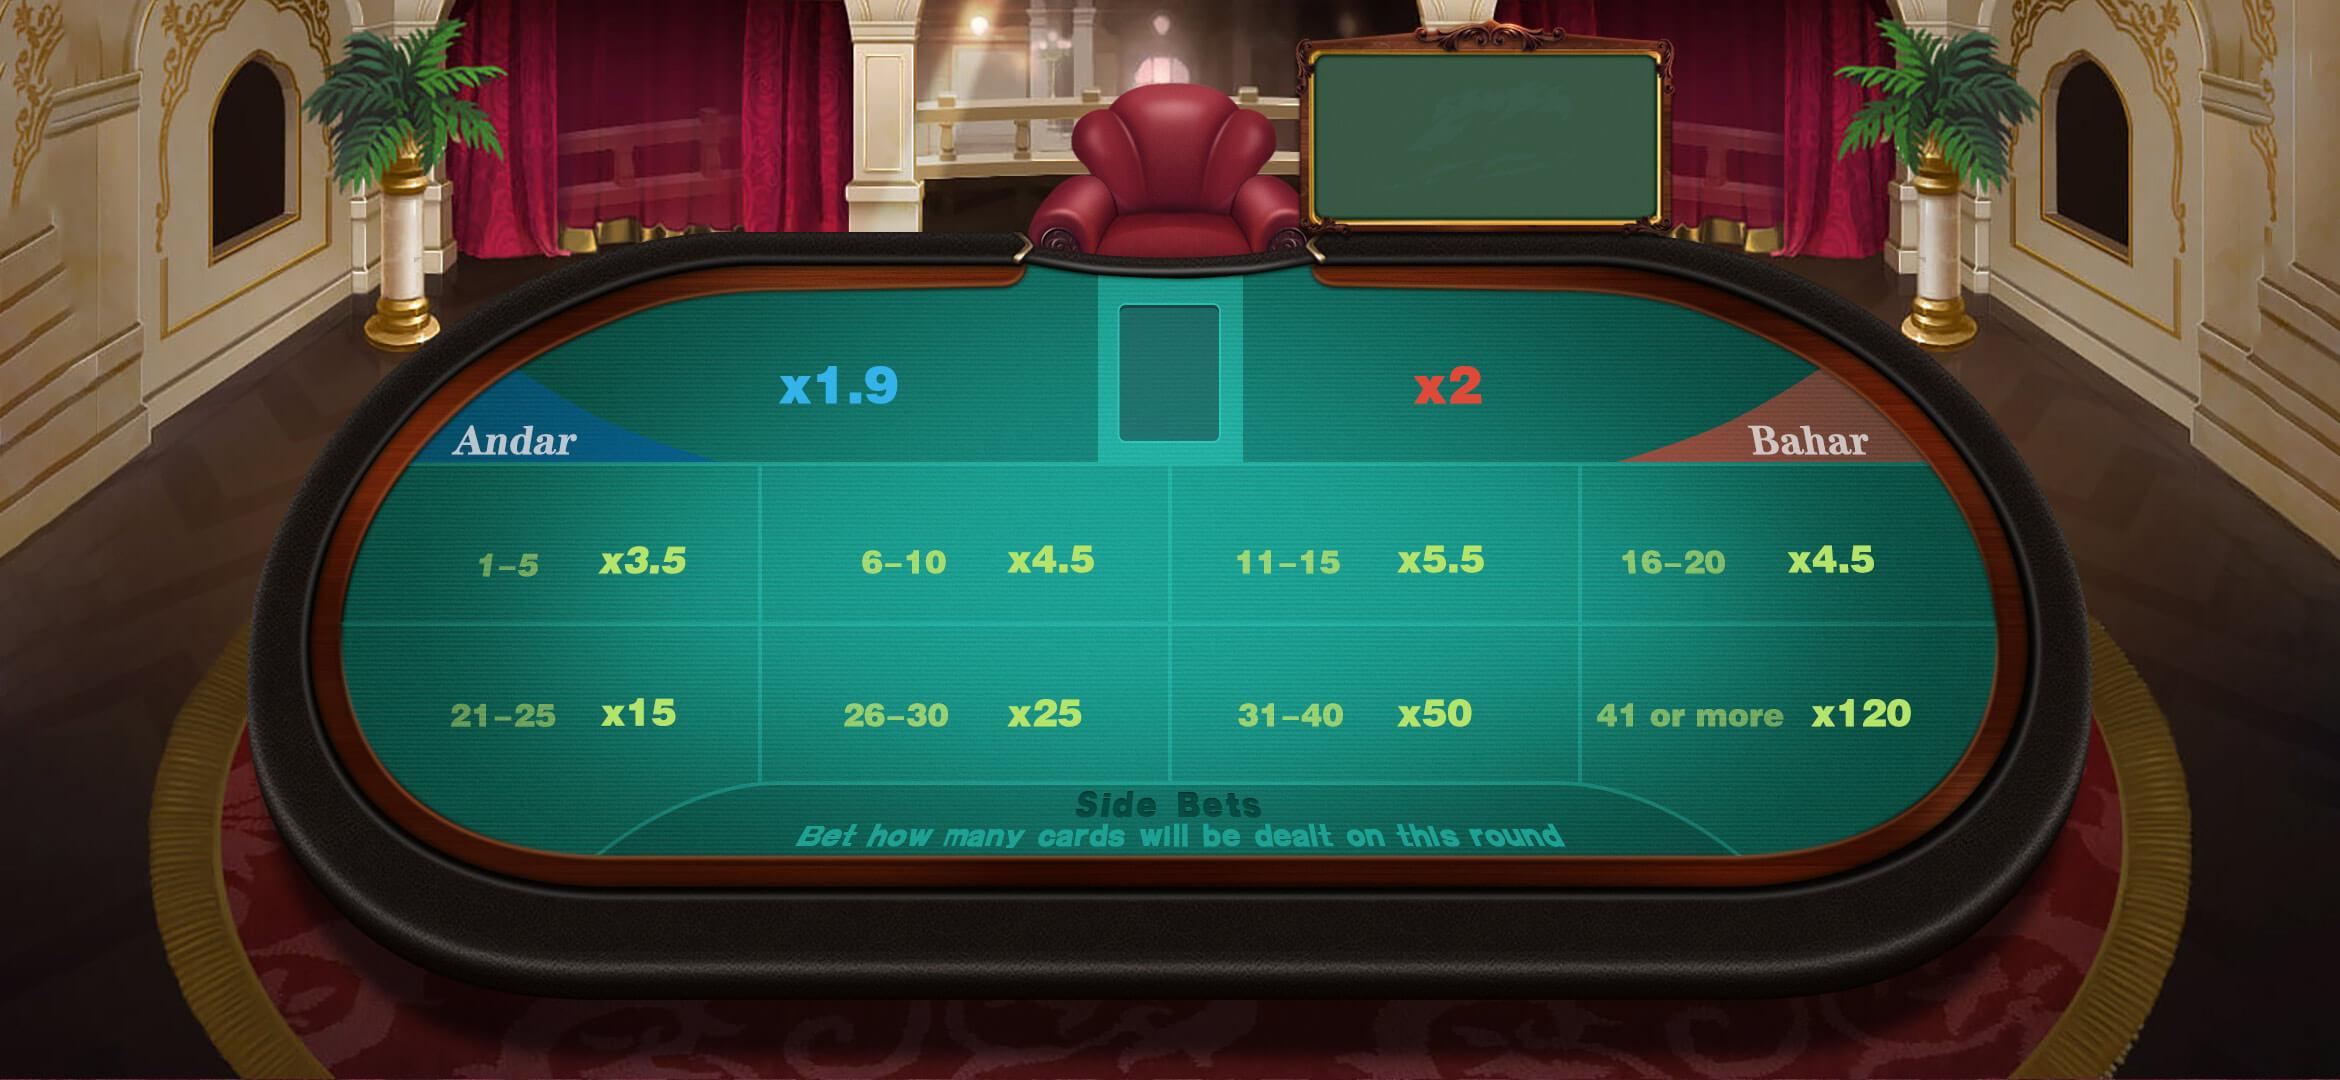 x1.9
x2
Andar
Bahar
1-5 x3.5
6-10 x4.5
11-15 x5.5
16-20 x4.5
21-25 x15
26-30 x25
31-40 x50
41 or more x120
Side Bets
Bet how many cards will be dealt on this round